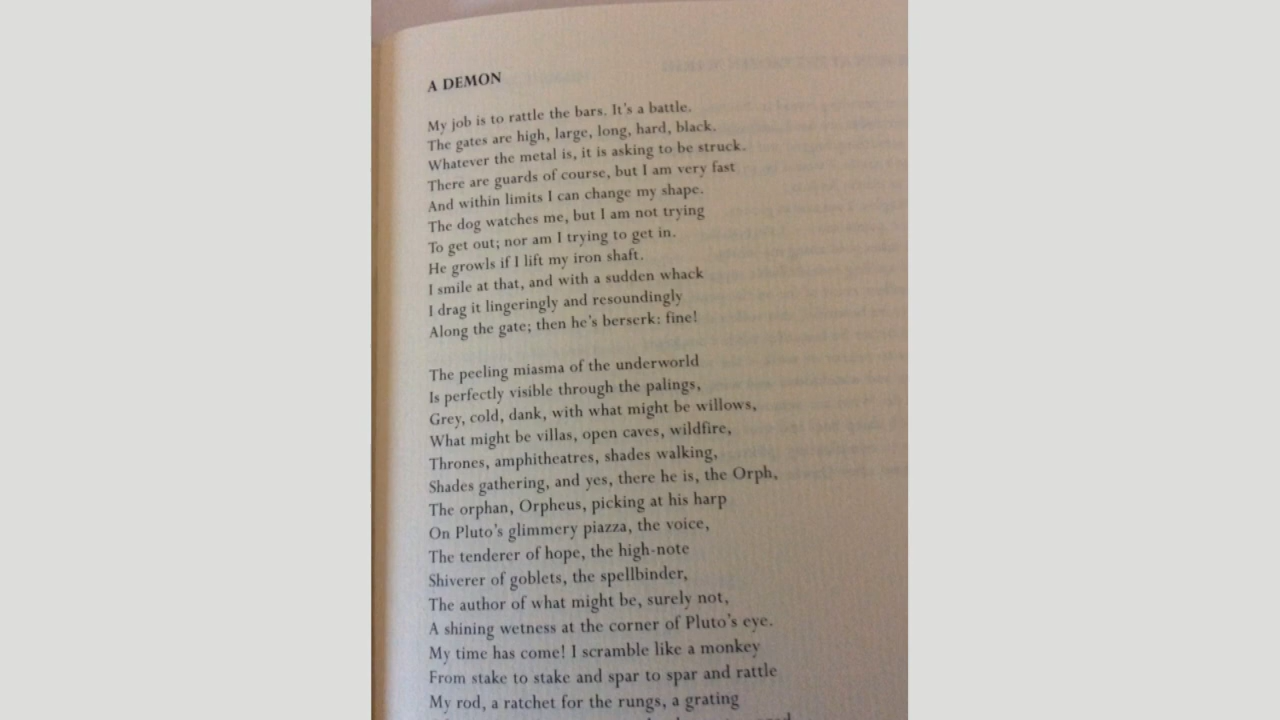 A DEMON
My job is to rattle the bars. It's a battle.
The gates are high, large, long, hard, black.
Whatever the metal is, it is asking to be struck.
There are guards of course, but I am very fast
And within limits I can change my shape.
The dog watches me, but I am not trying
To get out; nor am I trying to get in.
He growls if I lift my iron shaft.
I smile at that, and with a sudden whack
I drag it lingeringly and resoundingly
Along the gate; then he's berserk: fine!
The peeling miasma of the underworld
Is perfectly visible through the palings,
Grey, cold, dank, with what might be willows,
What might be villas, open caves, wildfire,
Thrones, amphitheatres, shades walking,
Shades gathering, and yes, there he is, the Orph,
The orphan, Orpheus, picking at his harp
On Pluto's glimmery piazza, the voice,
The tenderer of hope, the high-note
Shiverer of goblets, the spellbinder,
The author of what might be, surely not,
A shining wetness at the corner of Pluto's eye.
My time has come! I scramble like a monkey
From stake to stake and spar to spar and rattle
My rod, a ratchet for the rungs, a grating